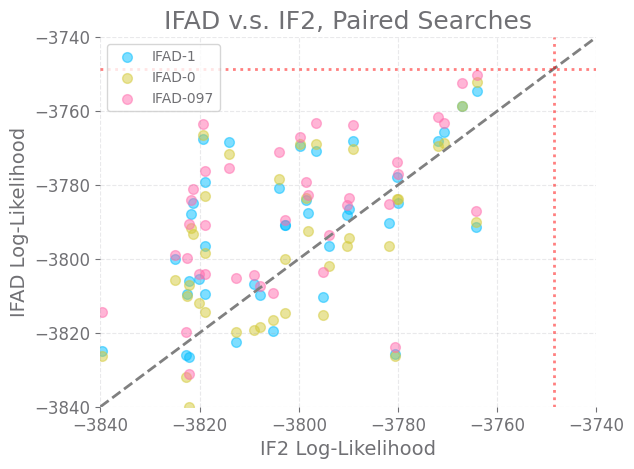 IFAD v.s. IF2, Paired Searches
IFAD-1
IFAD-0
IFAD-097
IFAD Log-Likelihood
−3740
−3760
−3780
−3800
−3820
−3840
−3840 −3820 −3800 −3780 −3760 −3740
IF2 Log-Likelihood